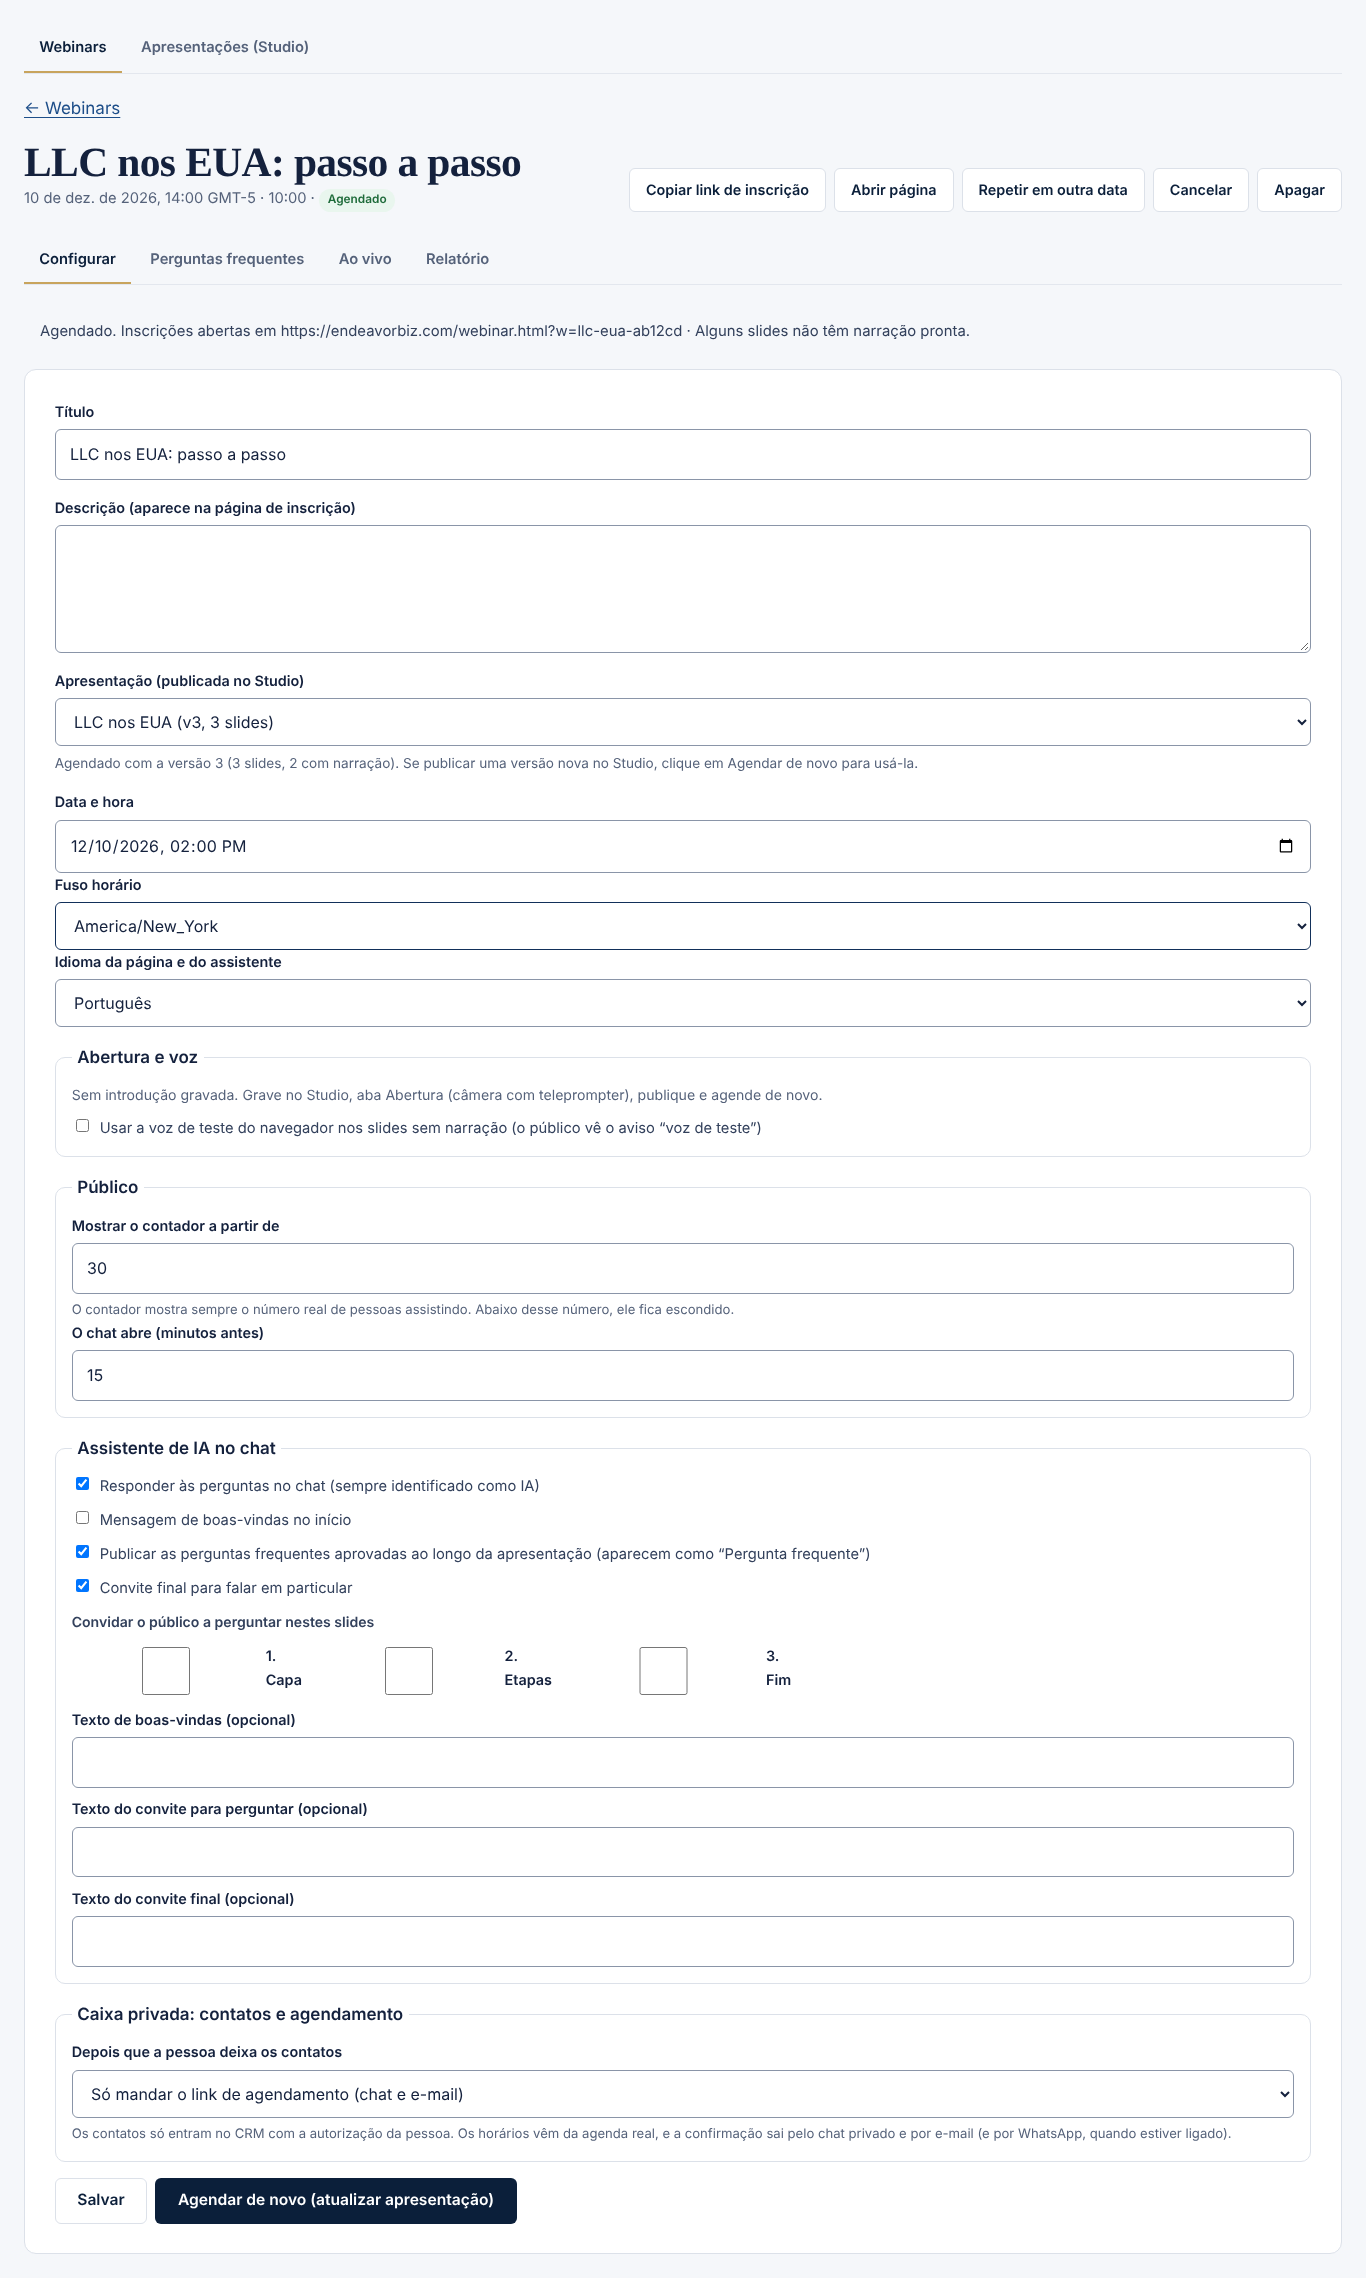 Webinars
Apresentações (Studio)
← Webinars
LLC nos EUA: passo a passo
10 de dez. de 2026, 14:00 GMT-5 · 10:00 · Agendado
Copiar link de inscrição
Abrir página
Repetir em outra data
Cancelar
Apagar
Configurar
Perguntas frequentes
Ao vivo
Relatório
Agendado. Inscrições abertas em https://endeavorbiz.com/webinar.html?w=llc-eua-ab12cd · Alguns slides não têm narração pronta.
Título
LLC nos EUA: passo a passo
Descrição (aparece na página de inscrição)
Apresentação (publicada no Studio)
LLC nos EUA (v3, 3 slides)
Agendado com a versão 3 (3 slides, 2 com narração). Se publicar uma versão nova no Studio, clique em Agendar de novo para usá-la.
Data e hora
12/10/2026, 02:00 PM
Fuso horário
America/New_York
Idioma da página e do assistente
Português
Abertura e voz
Sem introdução gravada. Grave no Studio, aba Abertura (câmera com teleprompter), publique e agende de novo.
Usar a voz de teste do navegador nos slides sem narração (o público vê o aviso “voz de teste”)
Público
Mostrar o contador a partir de
30
O contador mostra sempre o número real de pessoas assistindo. Abaixo desse número, ele fica escondido.
O chat abre (minutos antes)
15
Assistente de IA no chat
Responder às perguntas no chat (sempre identificado como IA)
Mensagem de boas-vindas no início
Publicar as perguntas frequentes aprovadas ao longo da apresentação (aparecem como “Pergunta frequente”)
Convite final para falar em particular
Convidar o público a perguntar nestes slides
1.
Capa
2.
Etapas
3.
Fim
Texto de boas-vindas (opcional)
Texto do convite para perguntar (opcional)
Texto do convite final (opcional)
Caixa privada: contatos e agendamento
Depois que a pessoa deixa os contatos
Só mandar o link de agendamento (chat e e-mail)
Os contatos só entram no CRM com a autorização da pessoa. Os horários vêm da agenda real, e a confirmação sai pelo chat privado e por e-mail (e por WhatsApp, quando estiver ligado).
Salvar
Agendar de novo (atualizar apresentação)